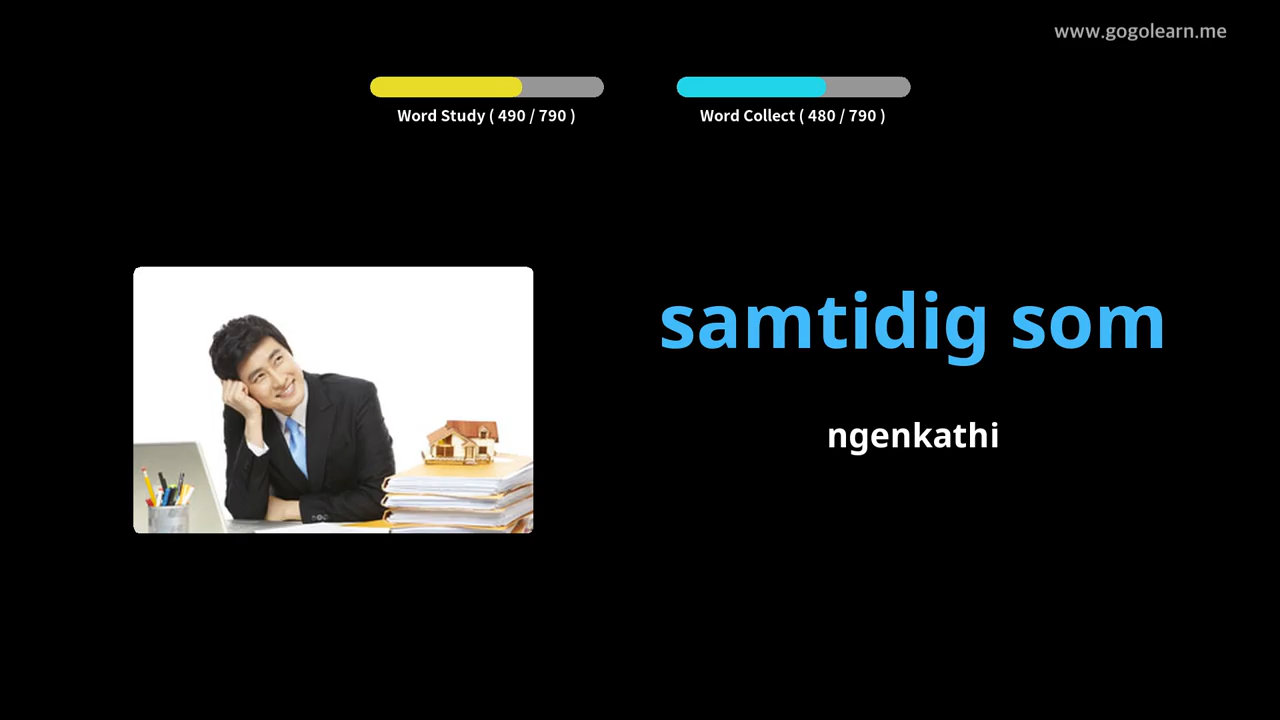 www.gogolearn.me
Word Study ( 490 / 790 )
Word Collect ( 480 / 790 )
samtidig som
ngenkathi